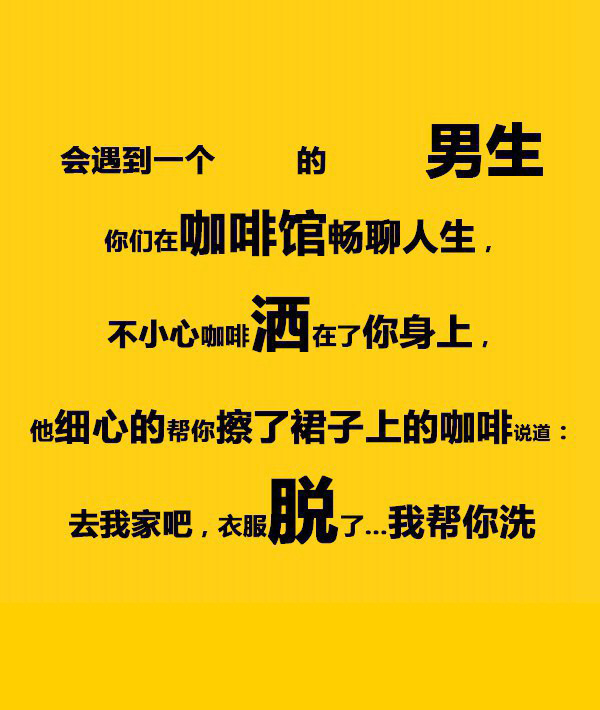 会遇到一个 的 男生
你们在咖啡馆畅聊人生，
不小心咖啡洒在了你身上，
他细心的帮你擦了裙子上的咖啡说道：
去我家吧，衣服脱了...我帮你洗